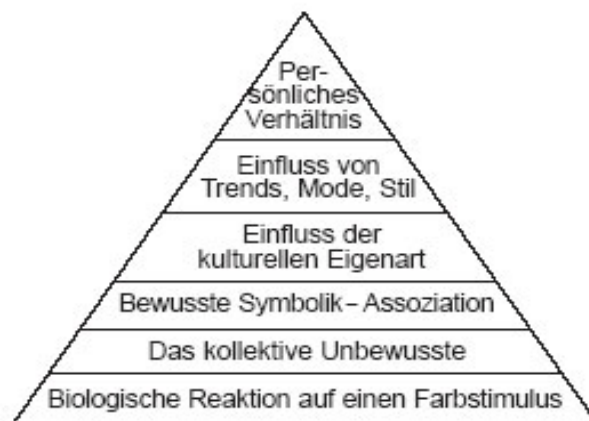 Per-
sönliches
Verhältnis
Einfluss von
Trends, Mode, Stil
Einfluss der
kulturellen Eigenart
Bewusste Symbolik – Assoziation
Das kollektive Unbewusste
Biologische Reaktion auf einen Farbstimulus